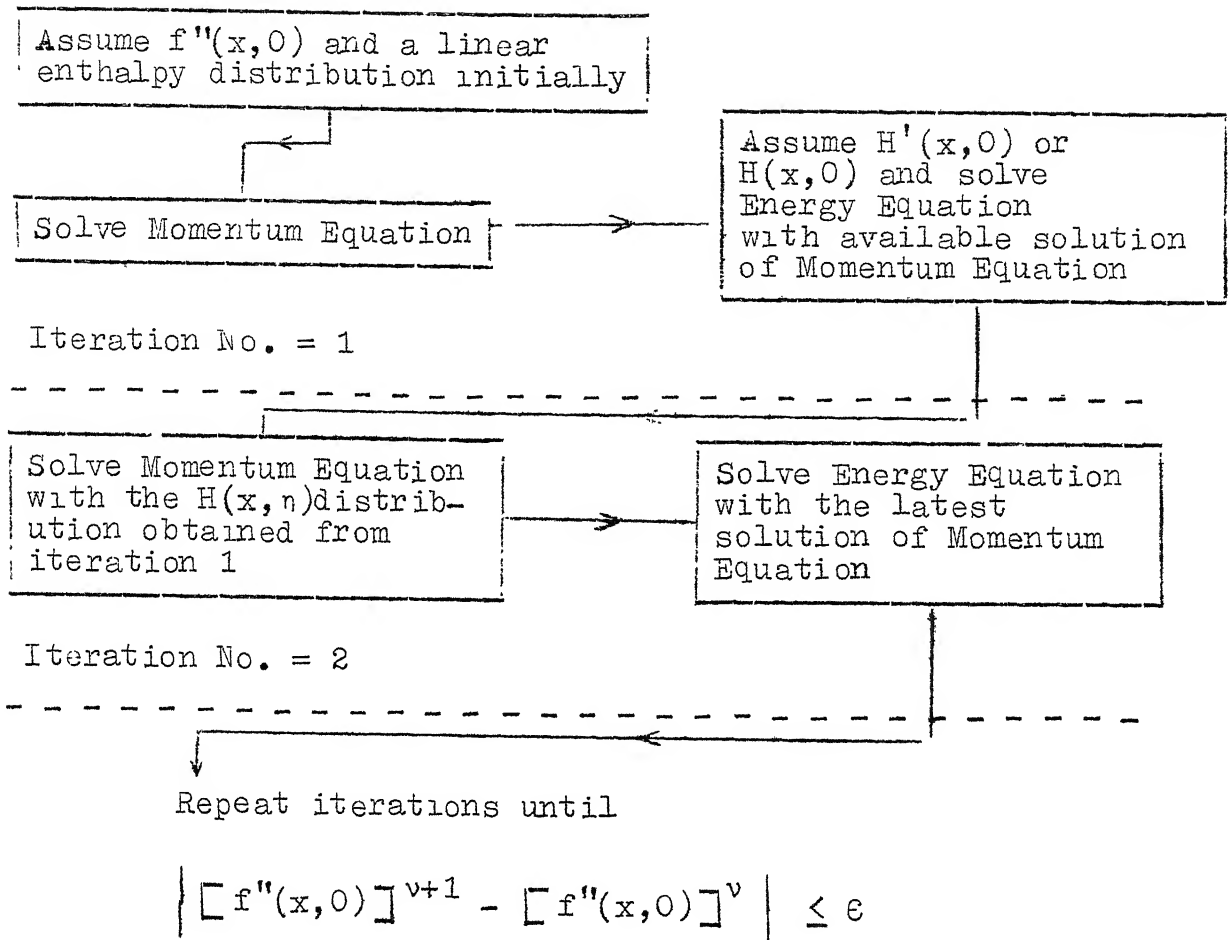 Assume f"(x,0) and a linear
enthalpy distribution initially
Solve Momentum Equation
Assume H'(x,0) or
H(x,0) and solve
Energy Equation
with available solution
of Momentum Equation
Iteration No. = 1
Solve Momentum Equation
with the H(x,η)distrib-
ution obtained from
iteration 1
Solve Energy Equation
with the latest
solution of Momentum
Equation
Iteration No. = 2
Repeat iterations until
| [f"(x,0)]^{ν+1} - [f"(x,0)]^ν | ≤ ϵ